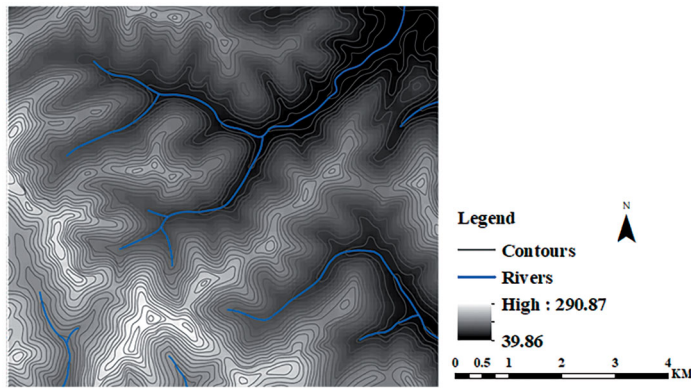 N
Legend
Contours
Rivers
High : 290.87
39.86
0 0.5 1 2 3 4
KM